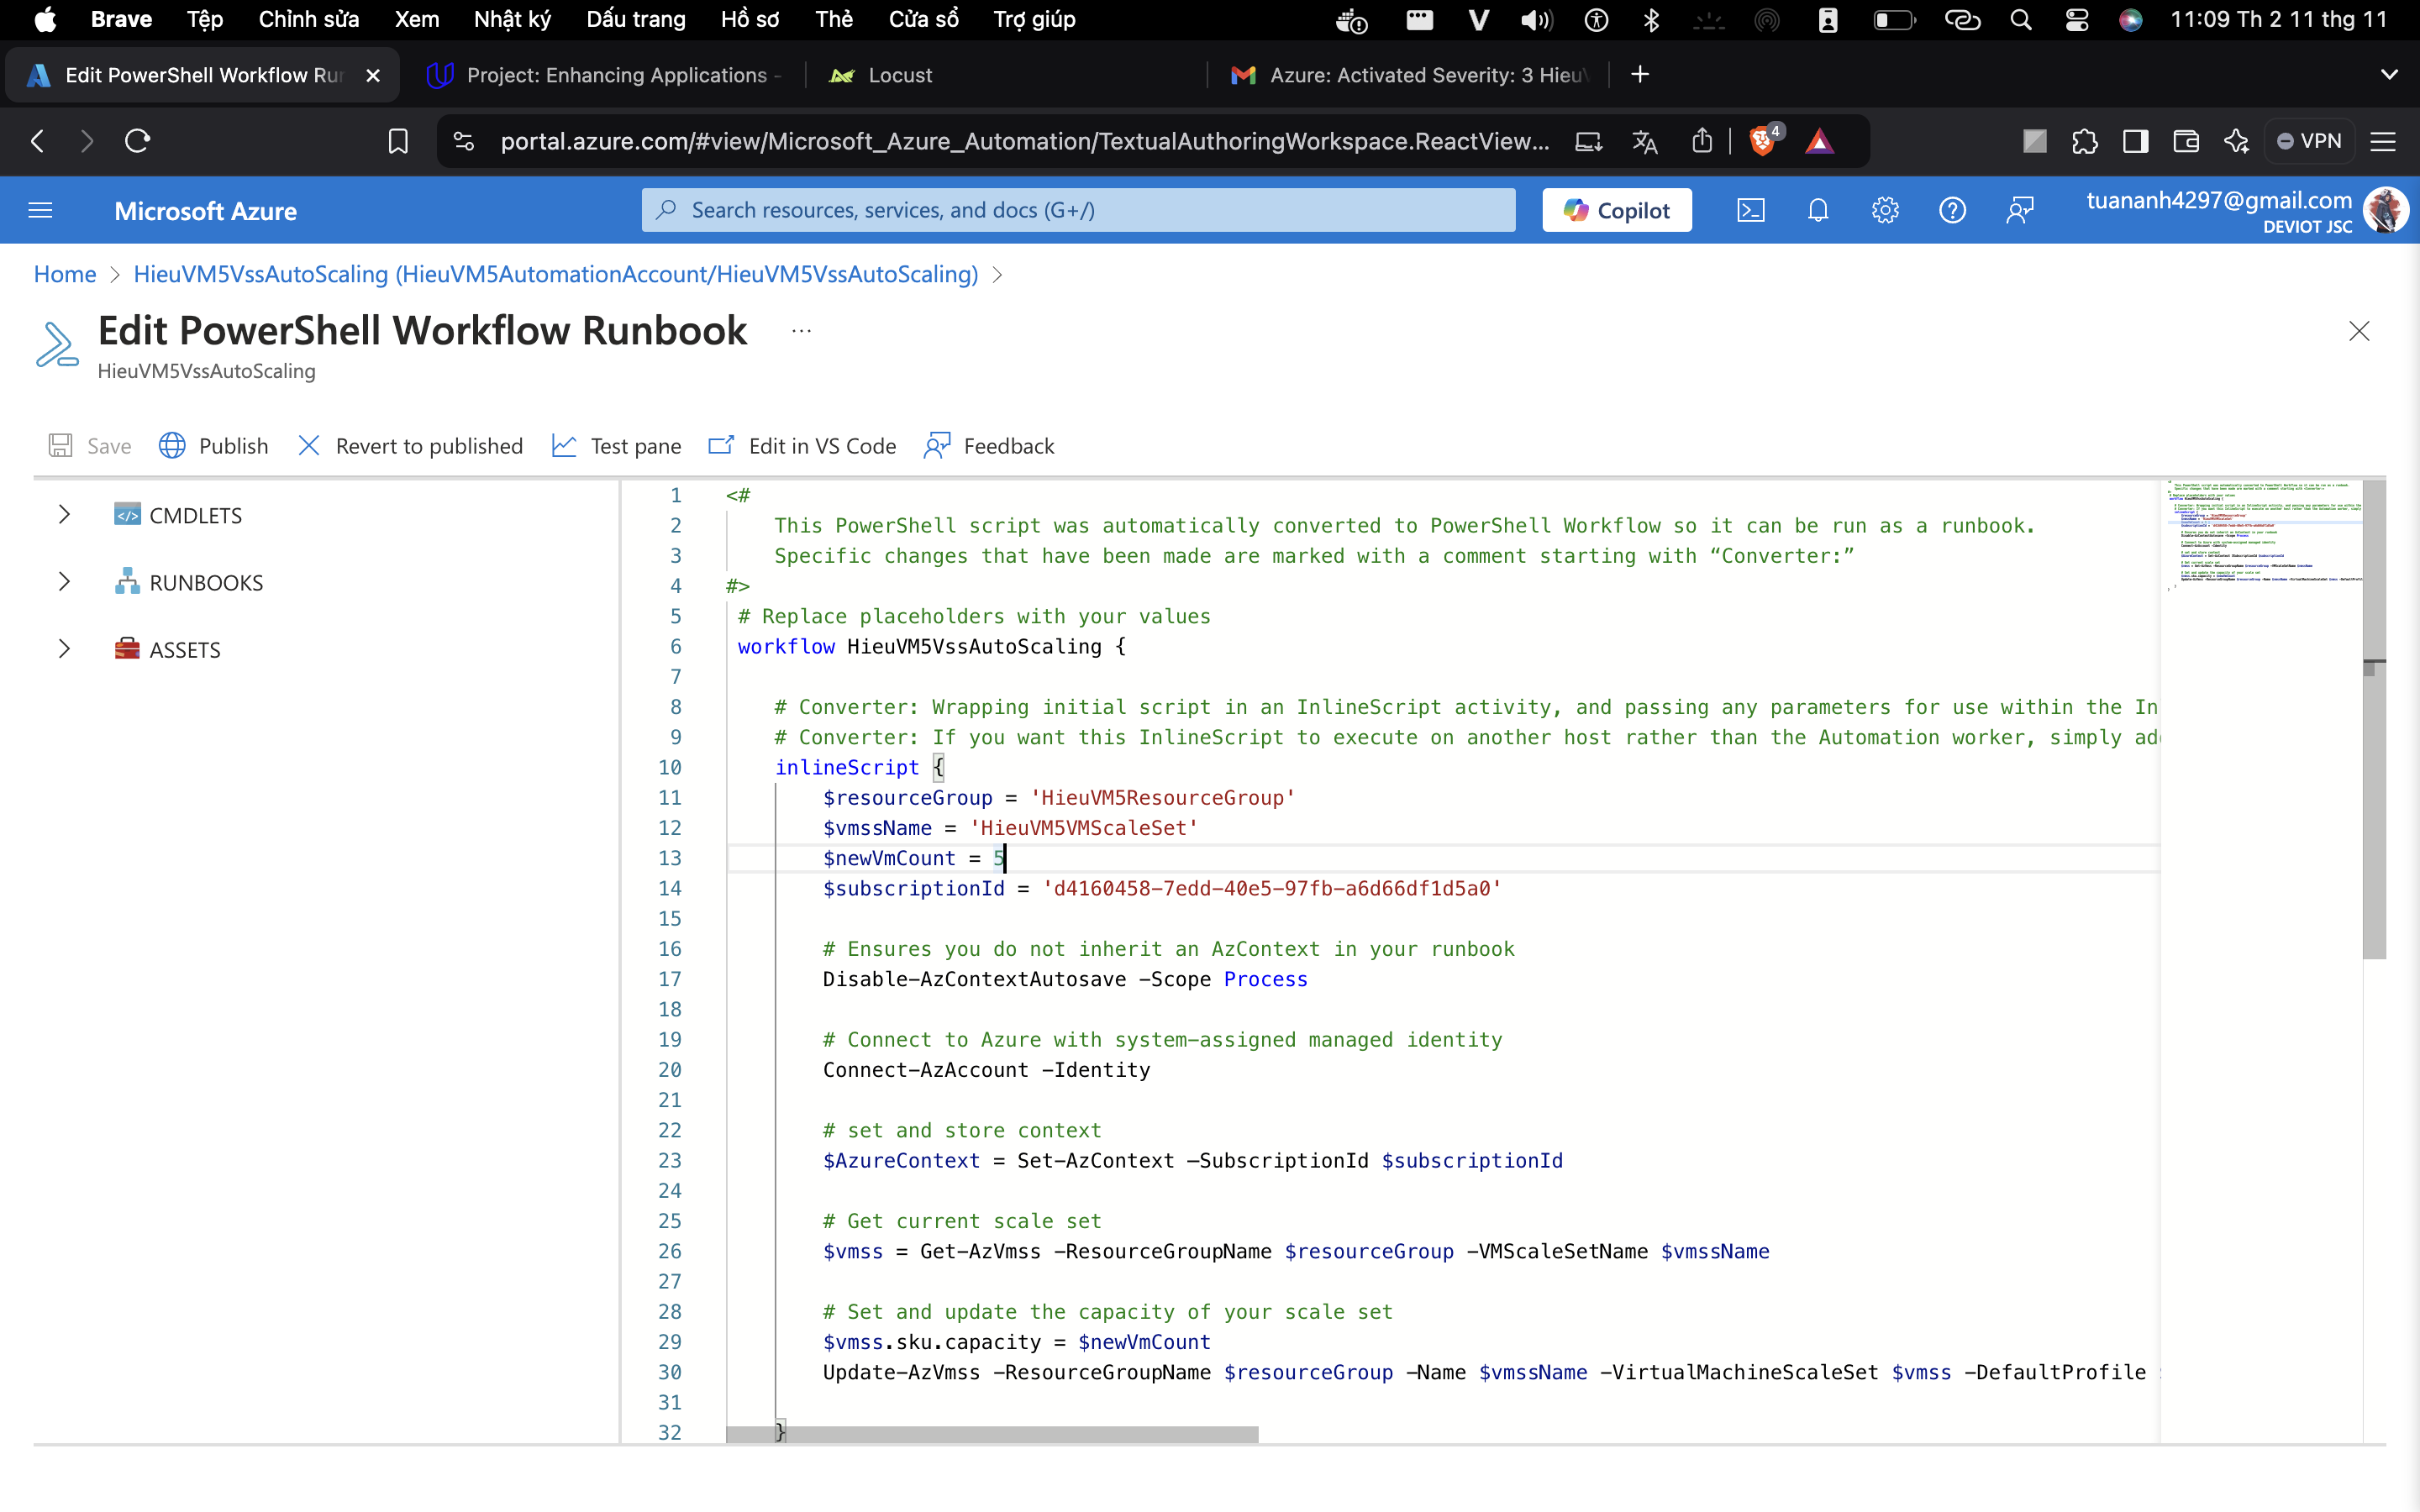 Brave Tệp Chỉnh sửa Xem Nhật ký Dấu trang Hồ sơ Thẻ Cửa sổ Trợ giúp 11:09 Th 2 11 thg 11
Edit PowerShell Workflow Rur Project: Enhancing Applications - Locust Azure: Activated Severity: 3 HieuV
portal.azure.com/#view/Microsoft_Azure_Automation/TextualAuthoringWorkspace.ReactView... 4 VPN
Microsoft Azure Search resources, services, and docs (G+/) Copilot tuananh4297@gmail.com
DEVIOT JSC
Home > HieuVM5VssAutoScaling (HieuVM5AutomationAccount/HieuVM5VssAutoScaling) >
Edit PowerShell Workflow Runbook ...
HieuVM5VssAutoScaling
Save Publish Revert to published Test pane Edit in VS Code Feedback
CMDLETS
RUNBOOKS
ASSETS
1 <#
2 This PowerShell script was automatically converted to PowerShell Workflow so it can be run as a runbook.
3 Specific changes that have been made are marked with a comment starting with “Converter:”
4 #>
5 # Replace placeholders with your values
6 workflow HieuVM5VssAutoScaling {
7
8 # Converter: Wrapping initial script in an InlineScript activity, and passing any parameters for use within the In
9 # Converter: If you want this InlineScript to execute on another host rather than the Automation worker, simply ad
10 inlineScript {
11 $resourceGroup = 'HieuVM5ResourceGroup'
12 $vmssName = 'HieuVM5VMScaleSet'
13 $newVmCount = 5
14 $subscriptionId = 'd4160458-7edd-40e5-97fb-a6d66df1d5a0'
15
16 # Ensures you do not inherit an AzContext in your runbook
17 Disable-AzContextAutosave –Scope Process
18
19 # Connect to Azure with system-assigned managed identity
20 Connect-AzAccount -Identity
21
22 # set and store context
23 $AzureContext = Set-AzContext –SubscriptionId $subscriptionId
24
25 # Get current scale set
26 $vmss = Get-AzVmss -ResourceGroupName $resourceGroup -VMScaleSetName $vmssName
27
28 # Set and update the capacity of your scale set
29 $vmss.sku.capacity = $newVmCount
30 Update-AzVmss -ResourceGroupName $resourceGroup -Name $vmssName -VirtualMachineScaleSet $vmss -DefaultProfile
31
32 }